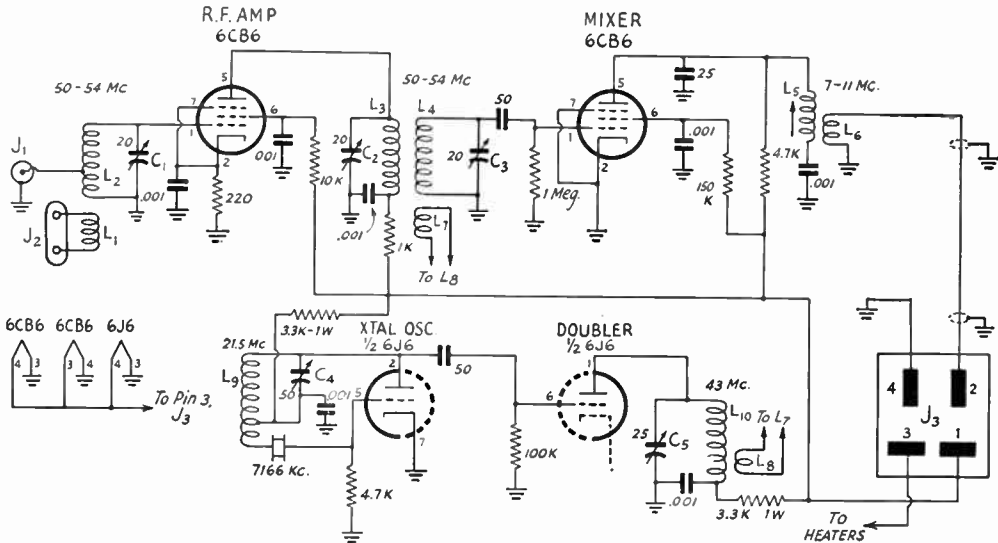 R.F. AMP
6CB6
MIXER
6CB6
50-54 MC
50-54 MC
7-11 MC.
5
7
1
6
2
J1
L2
20
C1
.001
220
.001
10K
J2
L1
L3
L4
20
C2
.001
1K
20
C3
50
L7
To L8
5
7
1
6
2
1 Meg.
25
.001
150
K
4.7K
L5
L6
.001
3.3K-1W
6CB6
6CB6
6J6
4
3
3
4
4
3
To Pin 3,
J3
XTAL OSC.
½ 6J6
DOUBLER
½ 6J6
21.5 Mc
L9
50
C4
.001
2
5
7
50
7166 KC.
4.7K
1
6
100K
43 Mc.
25
C5
L10
To L7
L8
.001
3.3K
1W
4
2
J3
3
1
TO
HEATERS